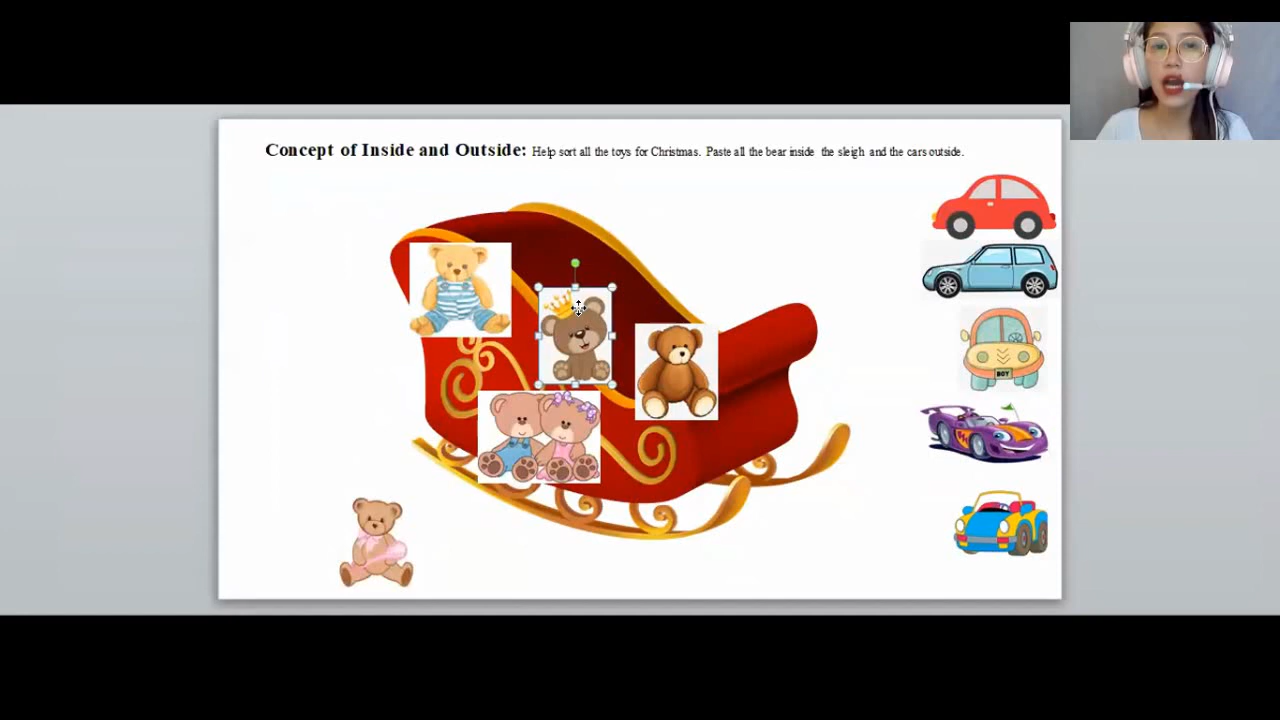 Concept of Inside and Outside: Help sort all the toys for Christmas. Paste all the bear inside the sleigh and the cars outside.
BOY